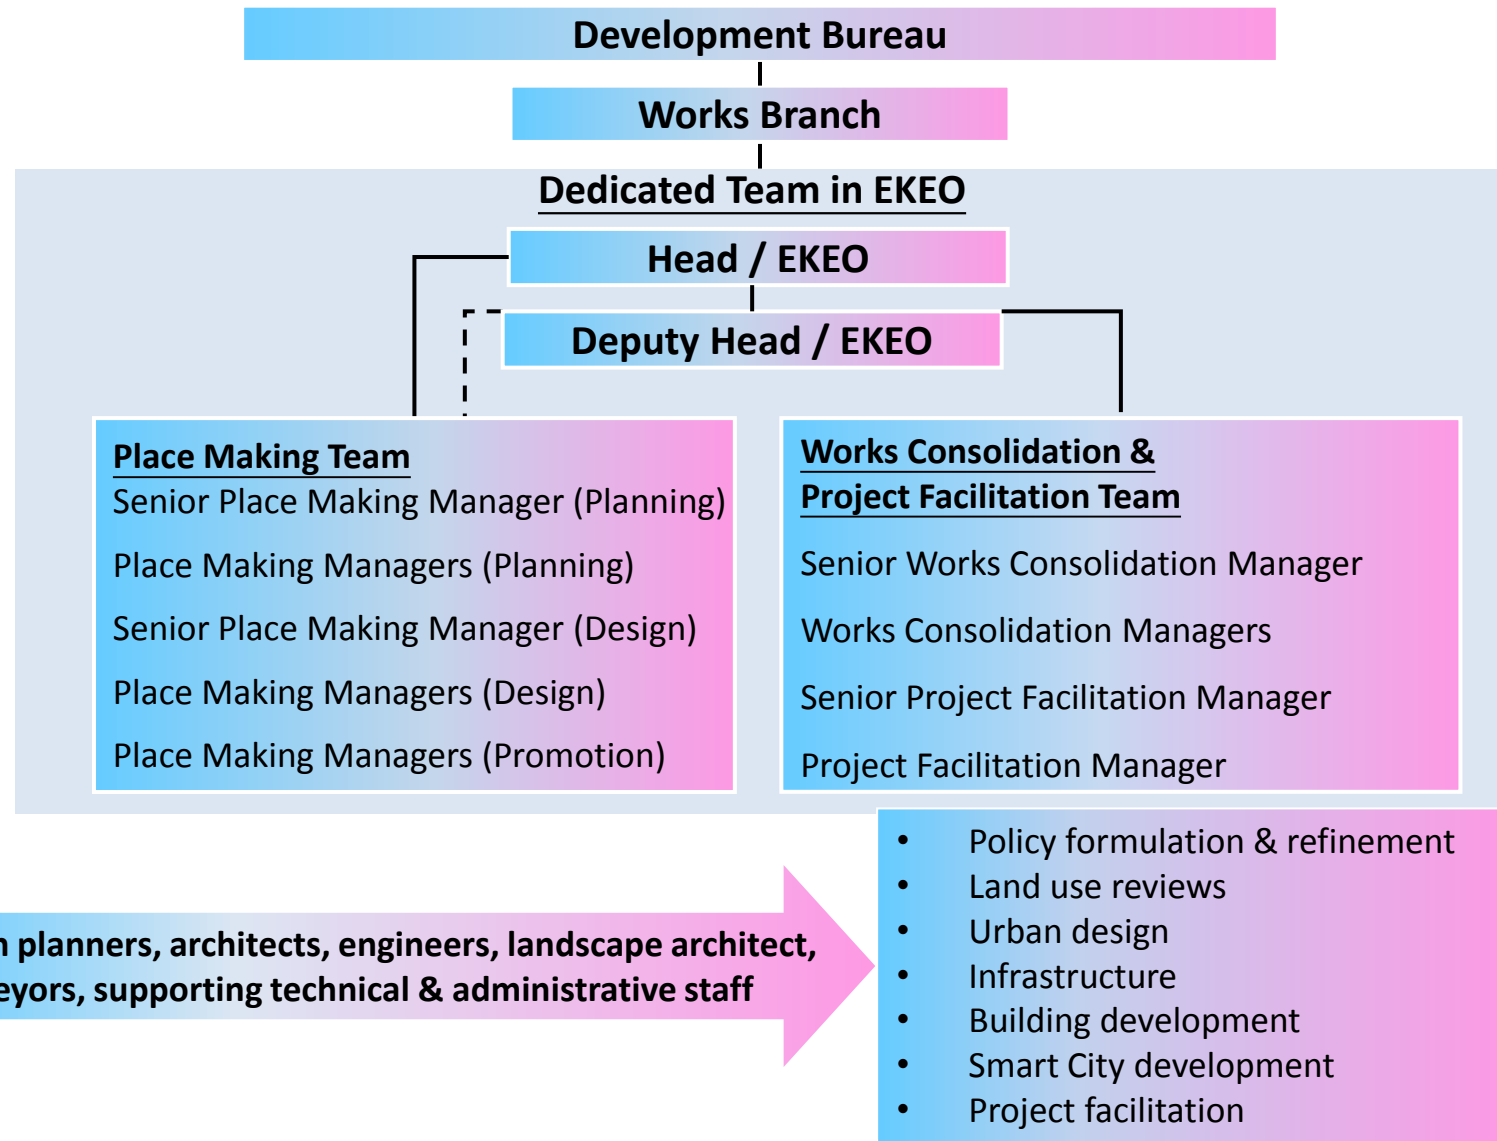 Development Bureau
Works Branch
Dedicated Team in EKEO
Head / EKEO
Deputy Head / EKEO
Place Making Team
Senior Place Making Manager (Planning)
Place Making Managers (Planning)
Senior Place Making Manager (Design)
Place Making Managers (Design)
Place Making Managers (Promotion)
Works Consolidation &
Project Facilitation Team
Senior Works Consolidation Manager
Works Consolidation Managers
Senior Project Facilitation Manager
Project Facilitation Manager
planners, architects, engineers, landscape architect,
supporting technical & administrative staff
• Policy formulation & refinement
• Land use reviews
• Urban design
• Infrastructure
• Building development
• Smart City development
• Project facilitation